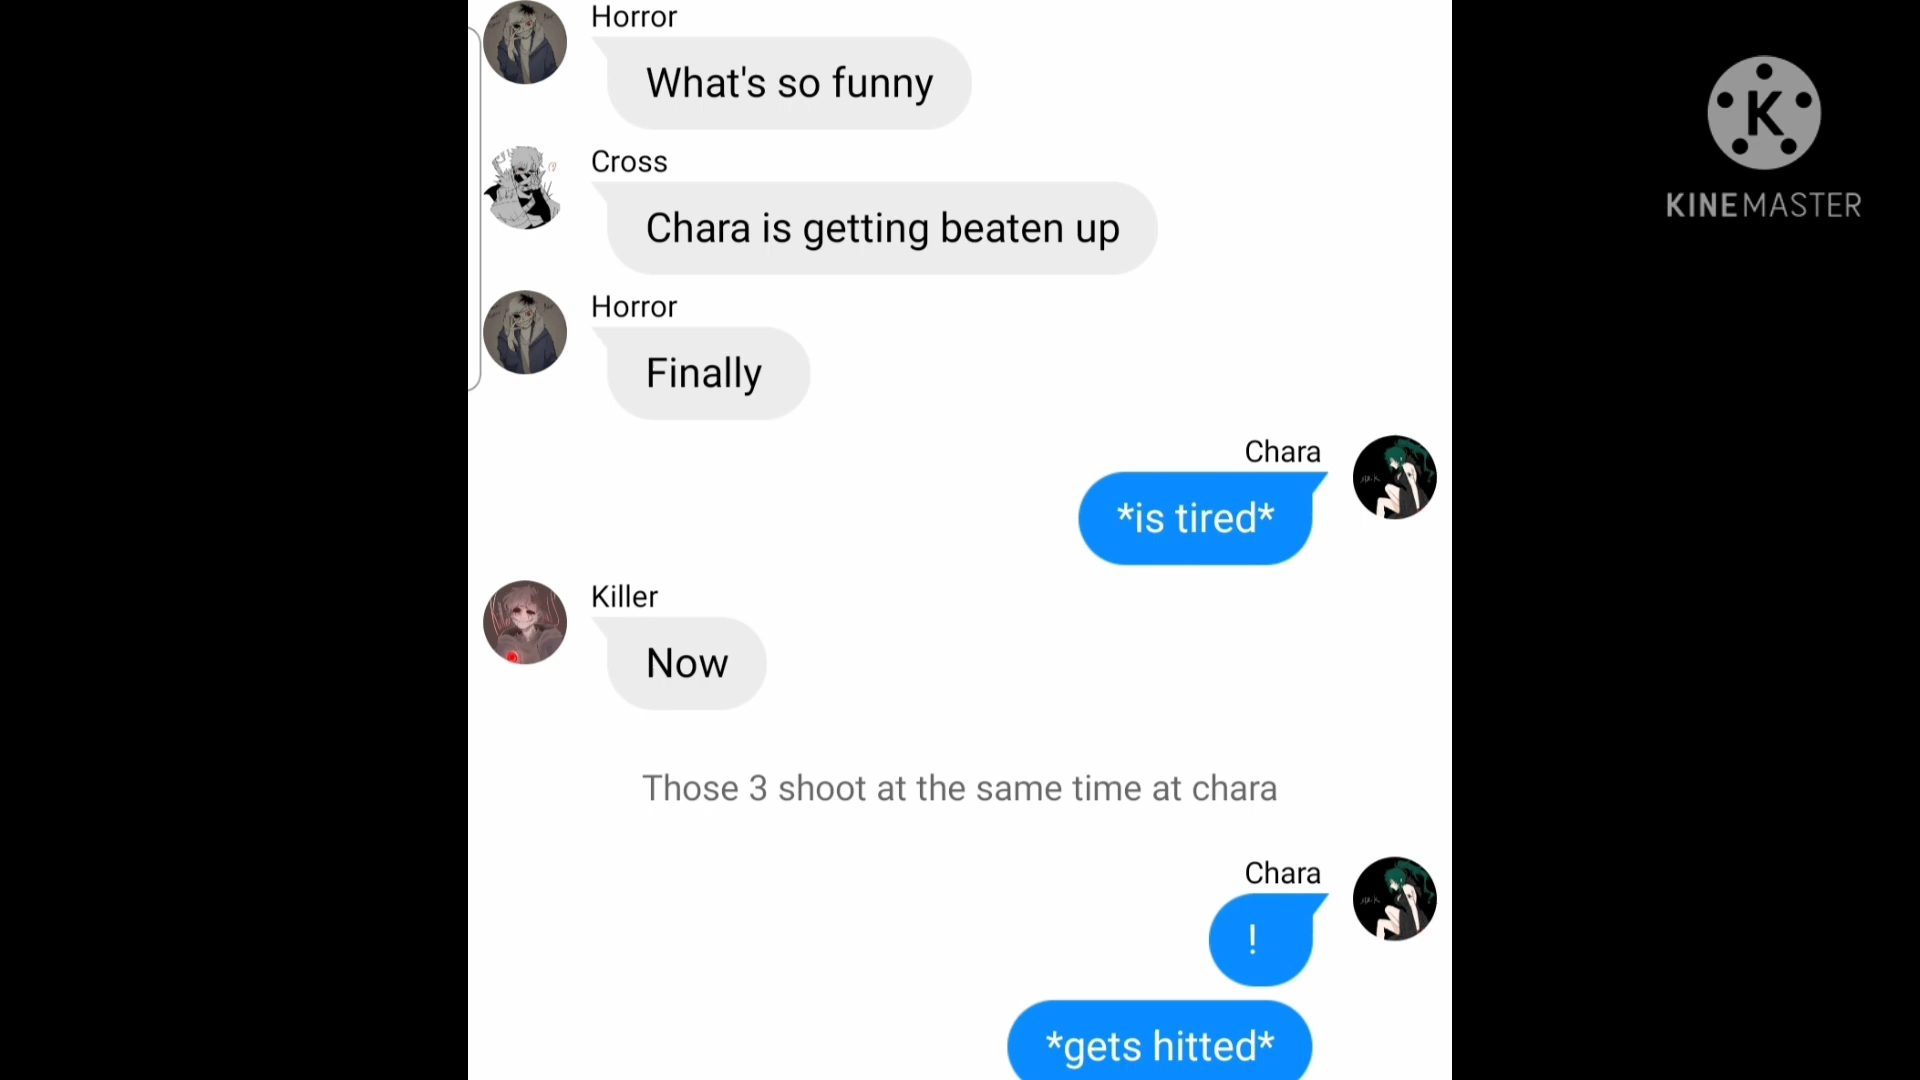 Horror
What's so funny
Cross
Chara is getting beaten up
Horror
Finally
Chara
*is tired*
Killer
Now
Those 3 shoot at the same time at chara
Chara
!
*gets hitted*
K
KINEMASTER